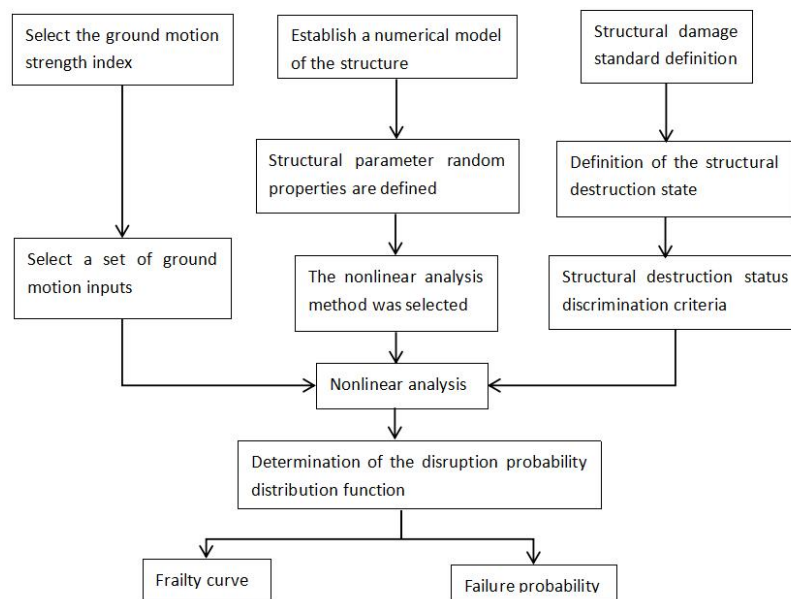 Select the ground motion
strength index
Establish a numerical model
of the structure
Structural damage
standard definition
Structural parameter random
properties are defined
Definition of the structural
destruction state
Select a set of ground
motion inputs
The nonlinear analysis
method was selected
Structural destruction status
discrimination criteria
Nonlinear analysis
Determination of the disruption probability
distribution function
Frailty curve
Failure probability